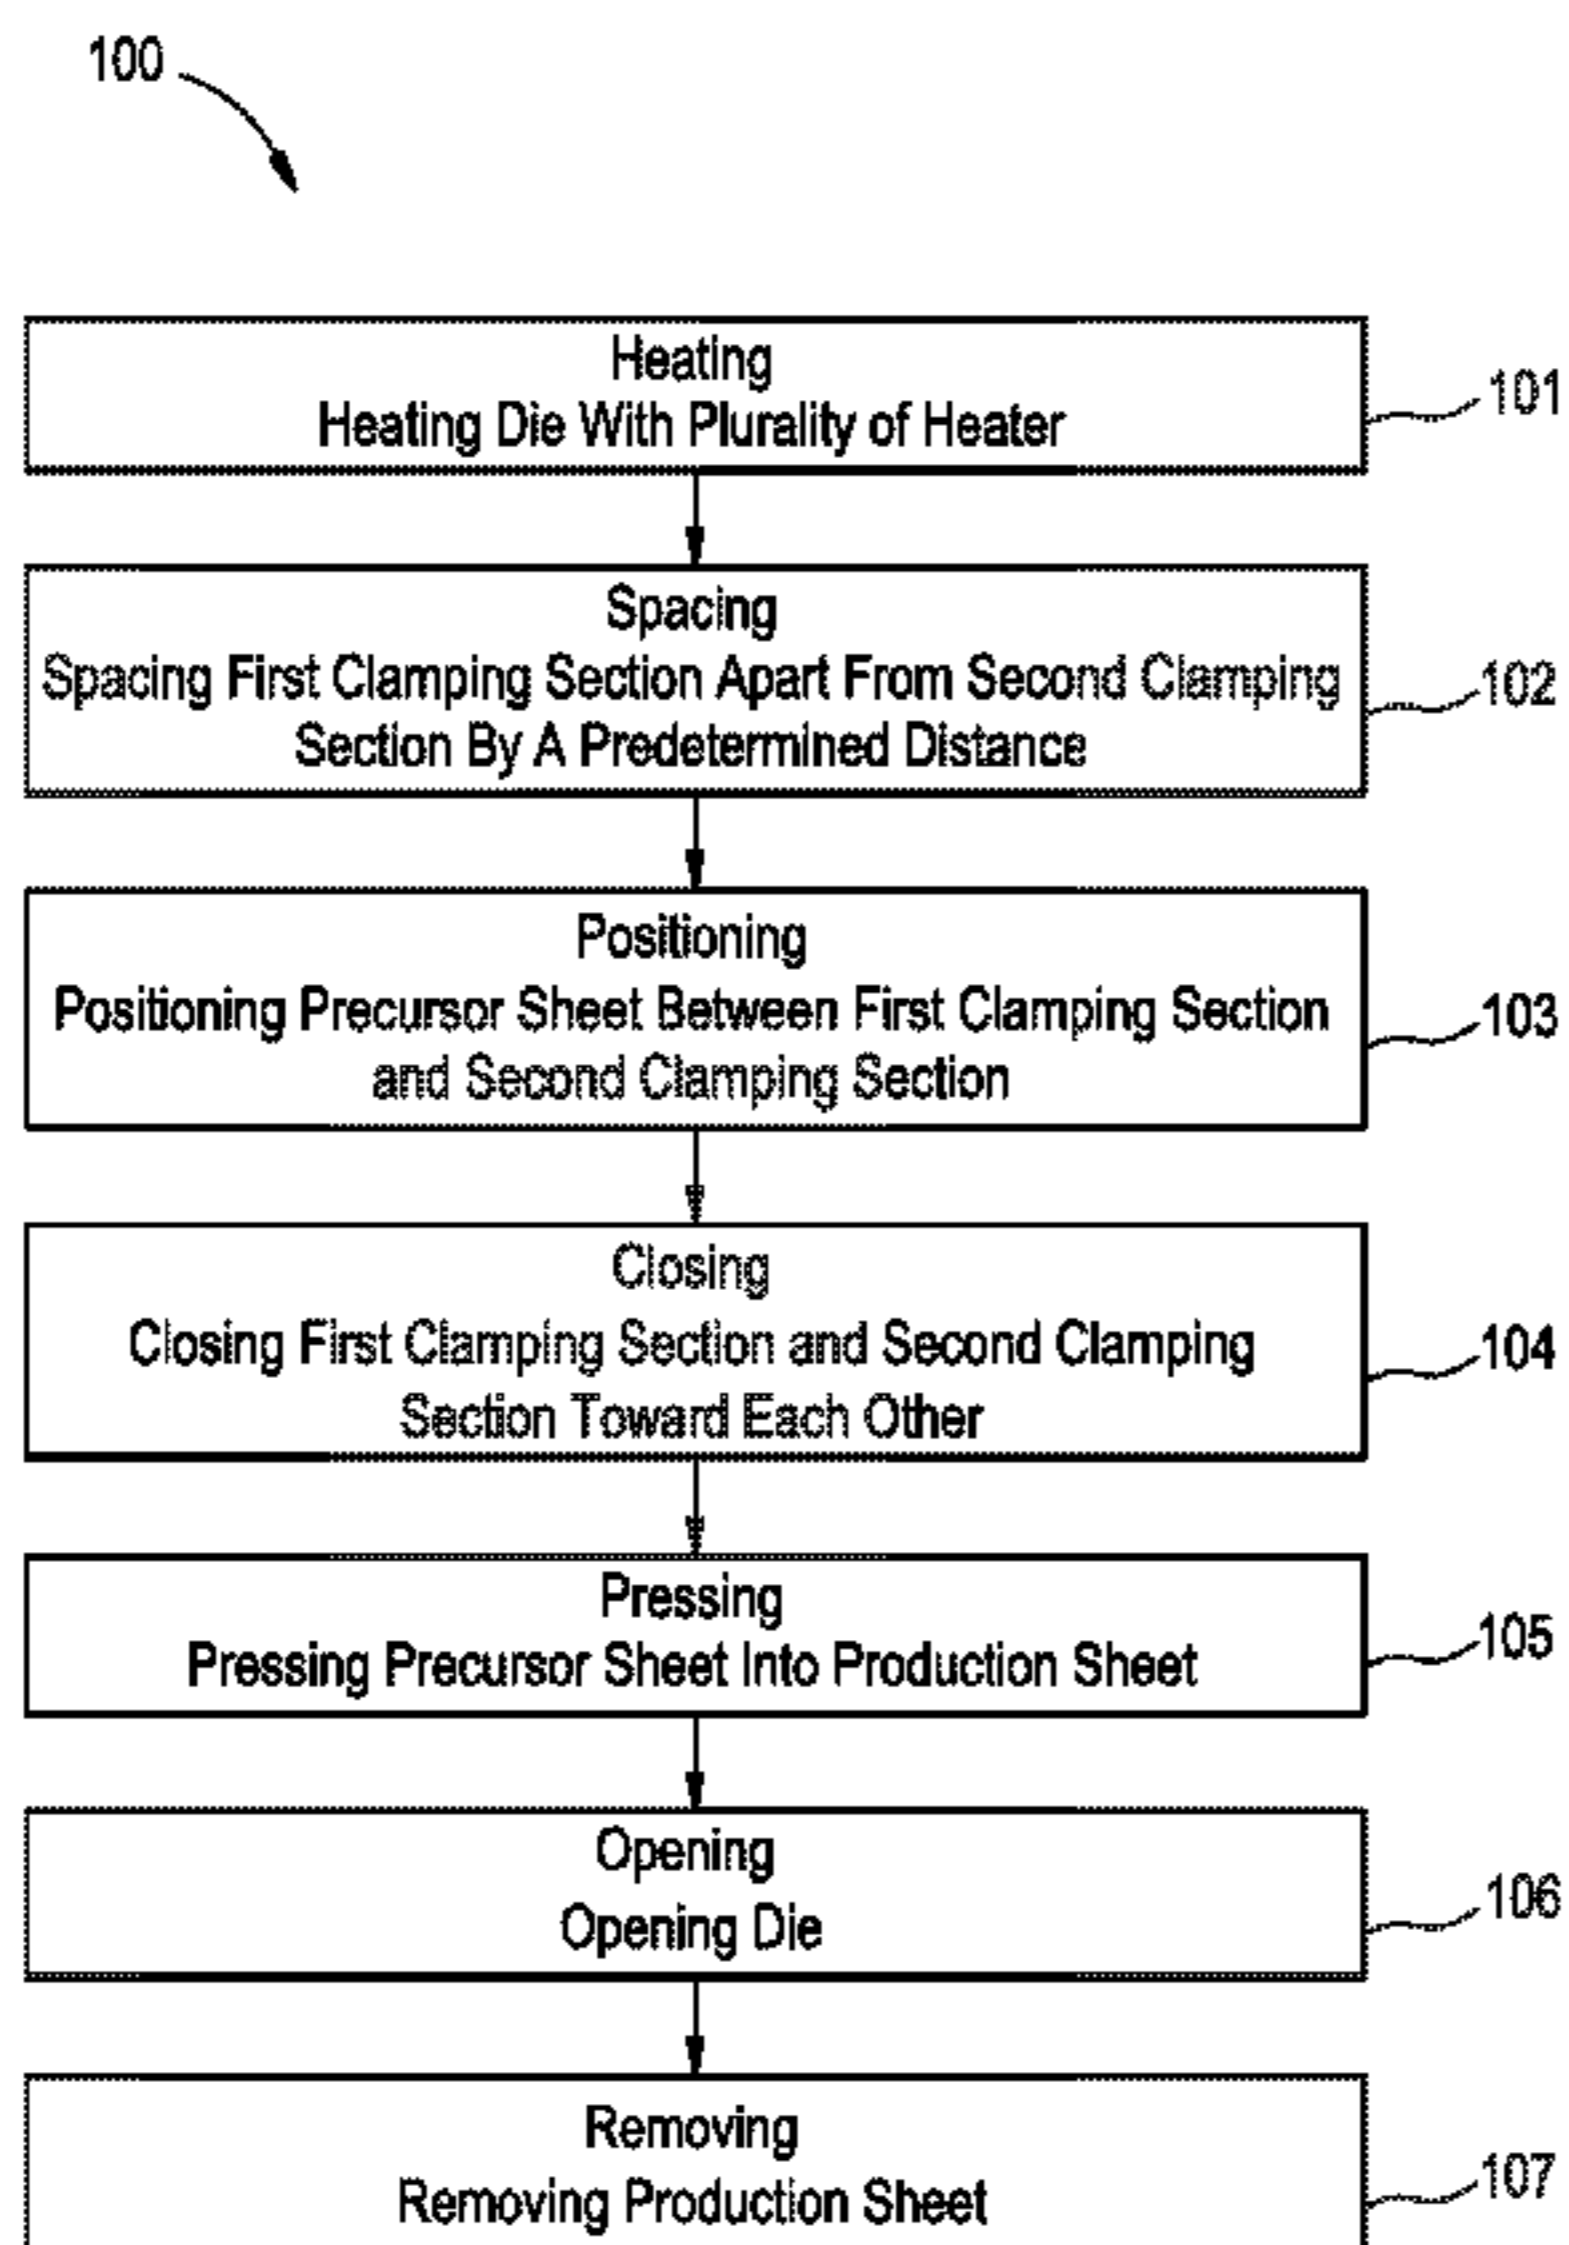 100
Heating
Heating Die With Plurality of Heater
101
Spacing
Spacing First Clamping Section Apart From Second Clamping
Section By A Predetermined Distance
102
Positioning
Positioning Precursor Sheet Between First Clamping Section
and Second Clamping Section
103
Closing
Closing First Clamping Section and Second Clamping
Section Toward Each Other
104
Pressing
Pressing Precursor Sheet Into Production Sheet
105
Opening
Opening Die
106
Removing
Removing Production Sheet
107